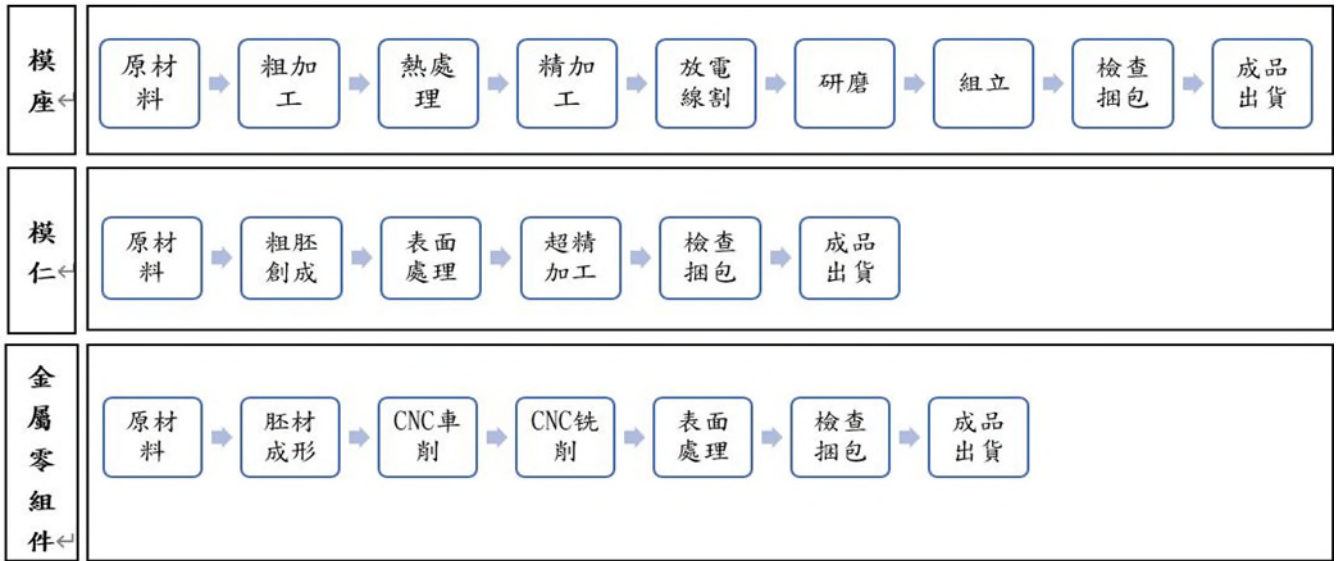 模
座
原材
料
粗加
工
熱處
理
精加
工
放電
線割
研磨
組立
檢查
捆包
成品
出貨
模
仁
原材
料
粗胚
創成
表面
處理
超精
加工
檢查
捆包
成品
出貨
金
屬
零
組
件
原材
料
胚材
成形
CNC車
削
CNC铣
削
表面
處理
檢查
捆包
成品
出貨